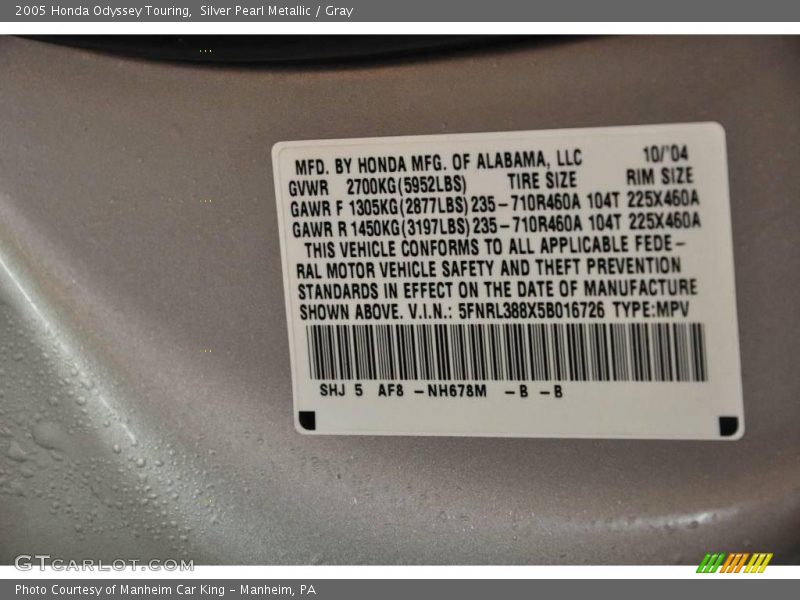 2005 Honda Odyssey Touring, Silver Pearl Metallic / Gray
MFD. BY HONDA MFG. OF ALABAMA, LLC 10/'04
GVWR 2700KG(5952LBS) TIRE SIZE RIM SIZE
GAWR F 1305KG(2877LBS) 235-710R460A 104T 225X460A
GAWR R 1450KG(3197LBS) 235-710R460A 104T 225X460A
THIS VEHICLE CONFORMS TO ALL APPLICABLE FEDE-
RAL MOTOR VEHICLE SAFETY AND THEFT PREVENTION
STANDARDS IN EFFECT ON THE DATE OF MANUFACTURE
SHOWN ABOVE. V.I.N.: 5FNRL388X5B016726 TYPE:MPV
SHJ 5 AF8 -NH678M -B -B
GTCARLOT.COM
Photo Courtesy of Manheim Car King - Manheim, PA